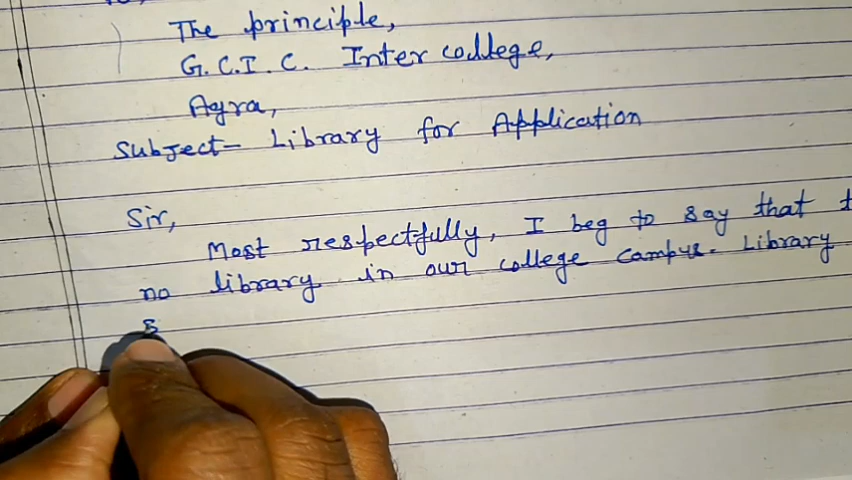 The principle,
G.C.I.C. Inter college,
Agra,
Subject- Library for Application
Sir,
Most respectfully, I beg to say that
no library in our college campus. Library
s